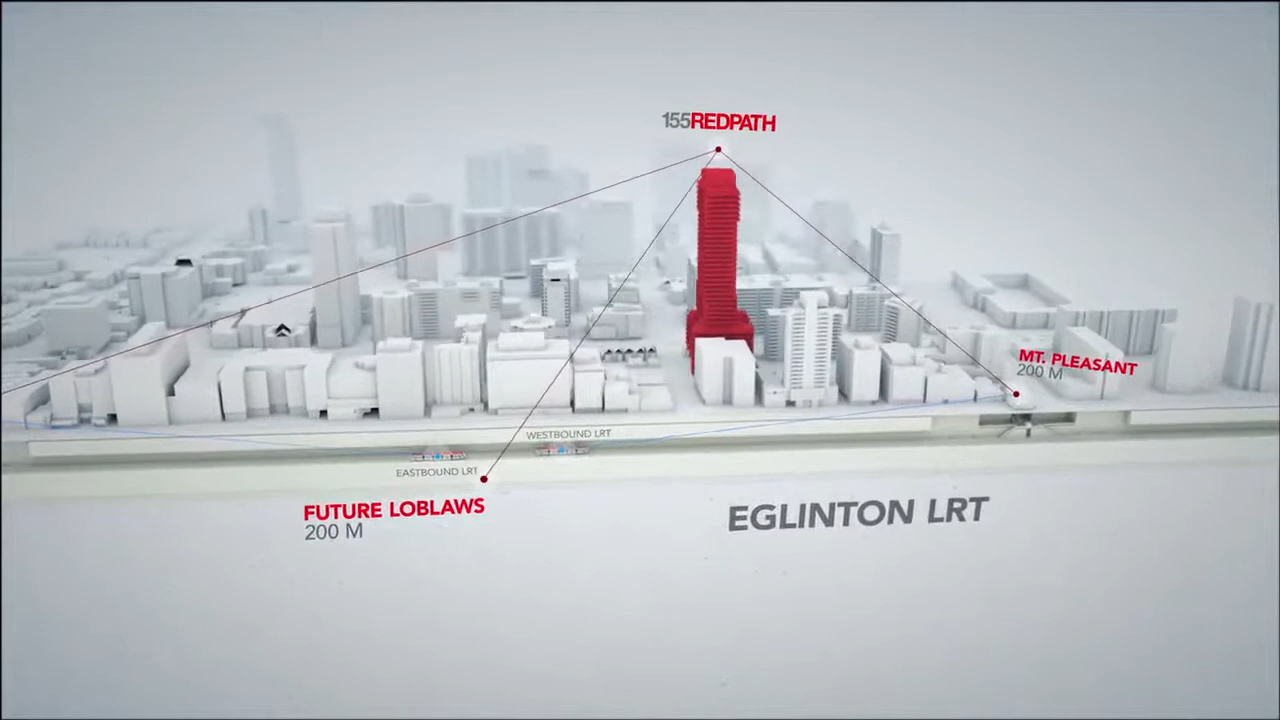 155REDPATH
MT. PLEASANT
200 M
WESTBOUND LRT
EASTBOUND LRT
FUTURE LOBLAWS
200 M
EGLINTON LRT